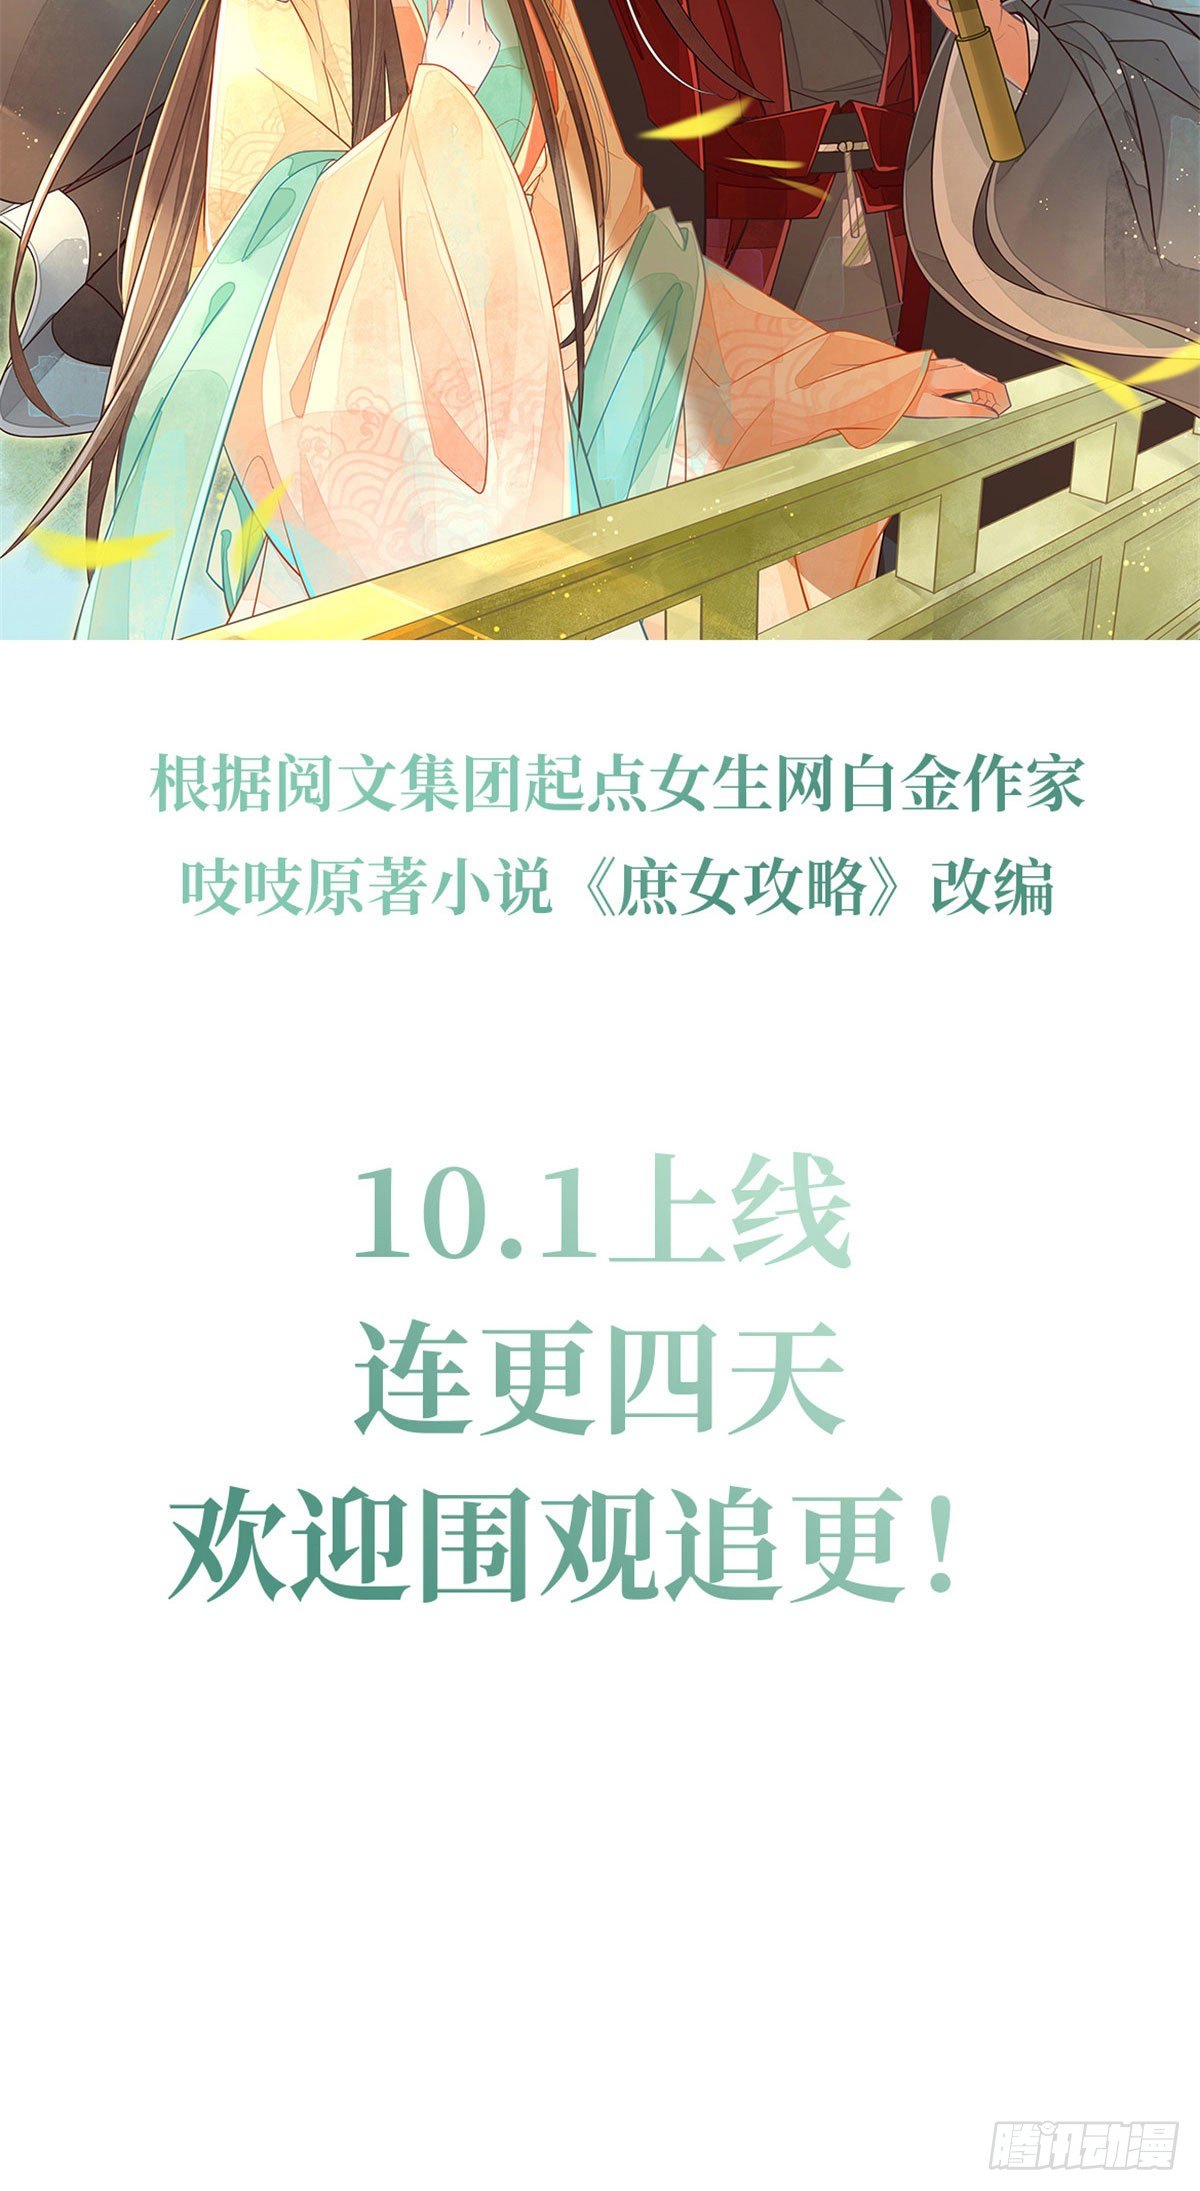 根据阅文集团起点女生网白金作家
吱吱原著小说《庶女攻略》改编
10.1上线
连更四天
欢迎围观追更！
腾讯动漫